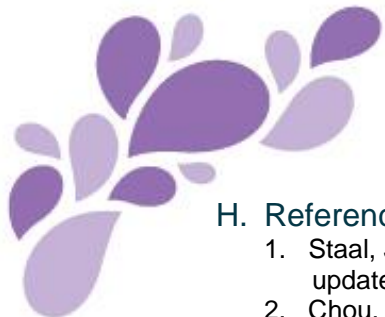 H. Referenc
1. Staal, 
update
2. Chou,